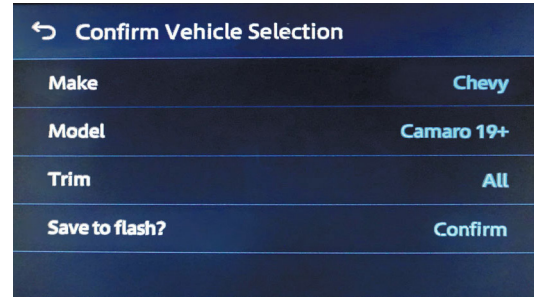 Confirm Vehicle Selection
Make Chevy
Model Camaro 19+
Trim All
Save to flash? Confirm